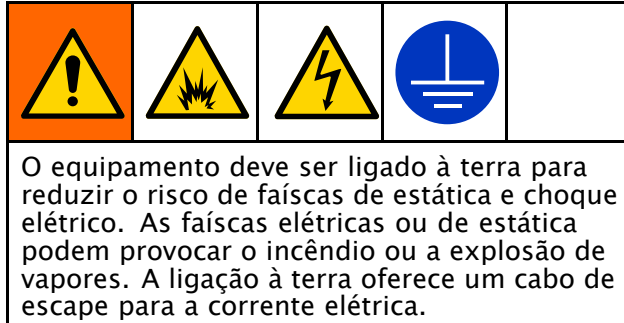 O equipamento deve ser ligado à terra para
reduzir o risco de faíscas de estática e choque
elétrico. As faíscas elétricas ou de estática
podem provocar o incêndio ou a explosão de
vapores. A ligação à terra oferece um cabo de
escape para a corrente elétrica.